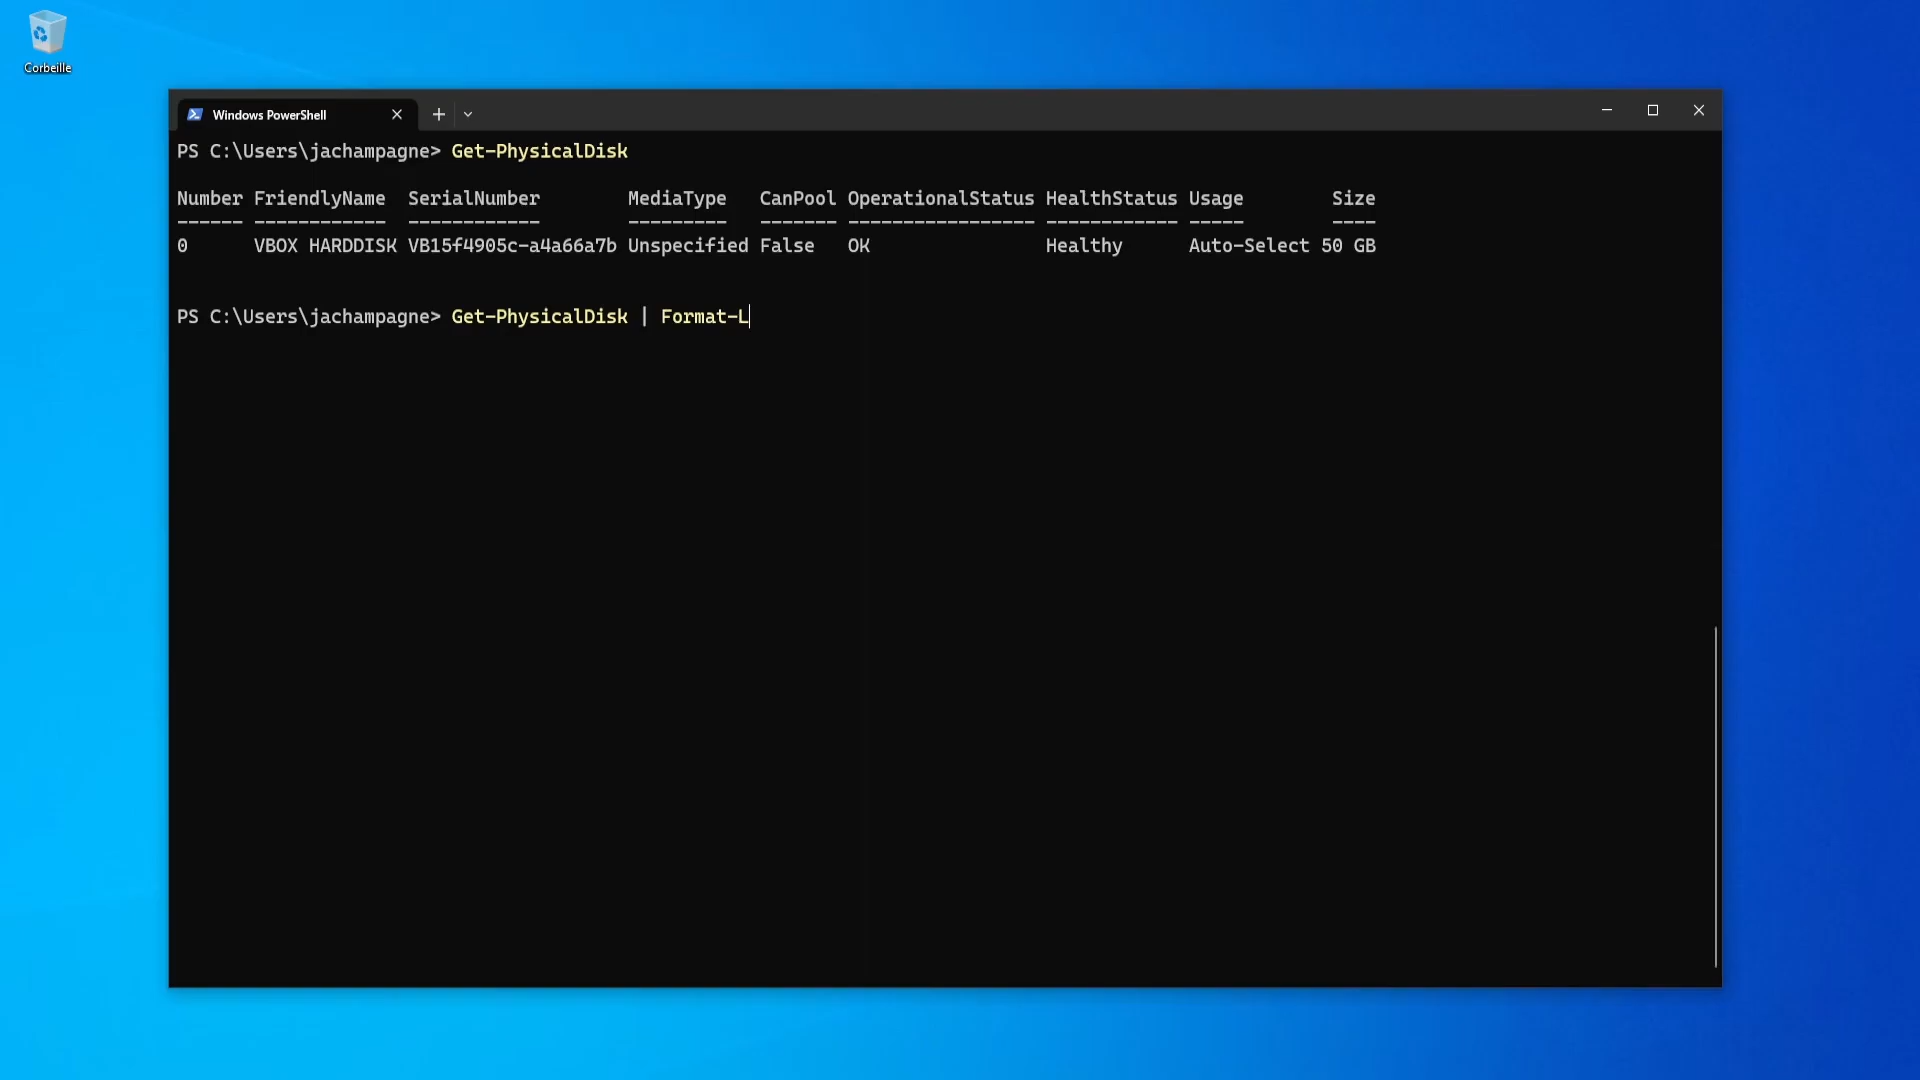 Corbeille
Windows PowerShell
PS C:\Users\jachampagne> Get-PhysicalDisk
Number FriendlyName SerialNumber MediaType CanPool OperationalStatus HealthStatus Usage Size
------ ------------ ------------ --------- ------- ----------------- ------------ ----- ----
0 VBOX HARDDISK VB15f4905c-a4a66a7b Unspecified False OK Healthy Auto-Select 50 GB
PS C:\Users\jachampagne> Get-PhysicalDisk | Format-L